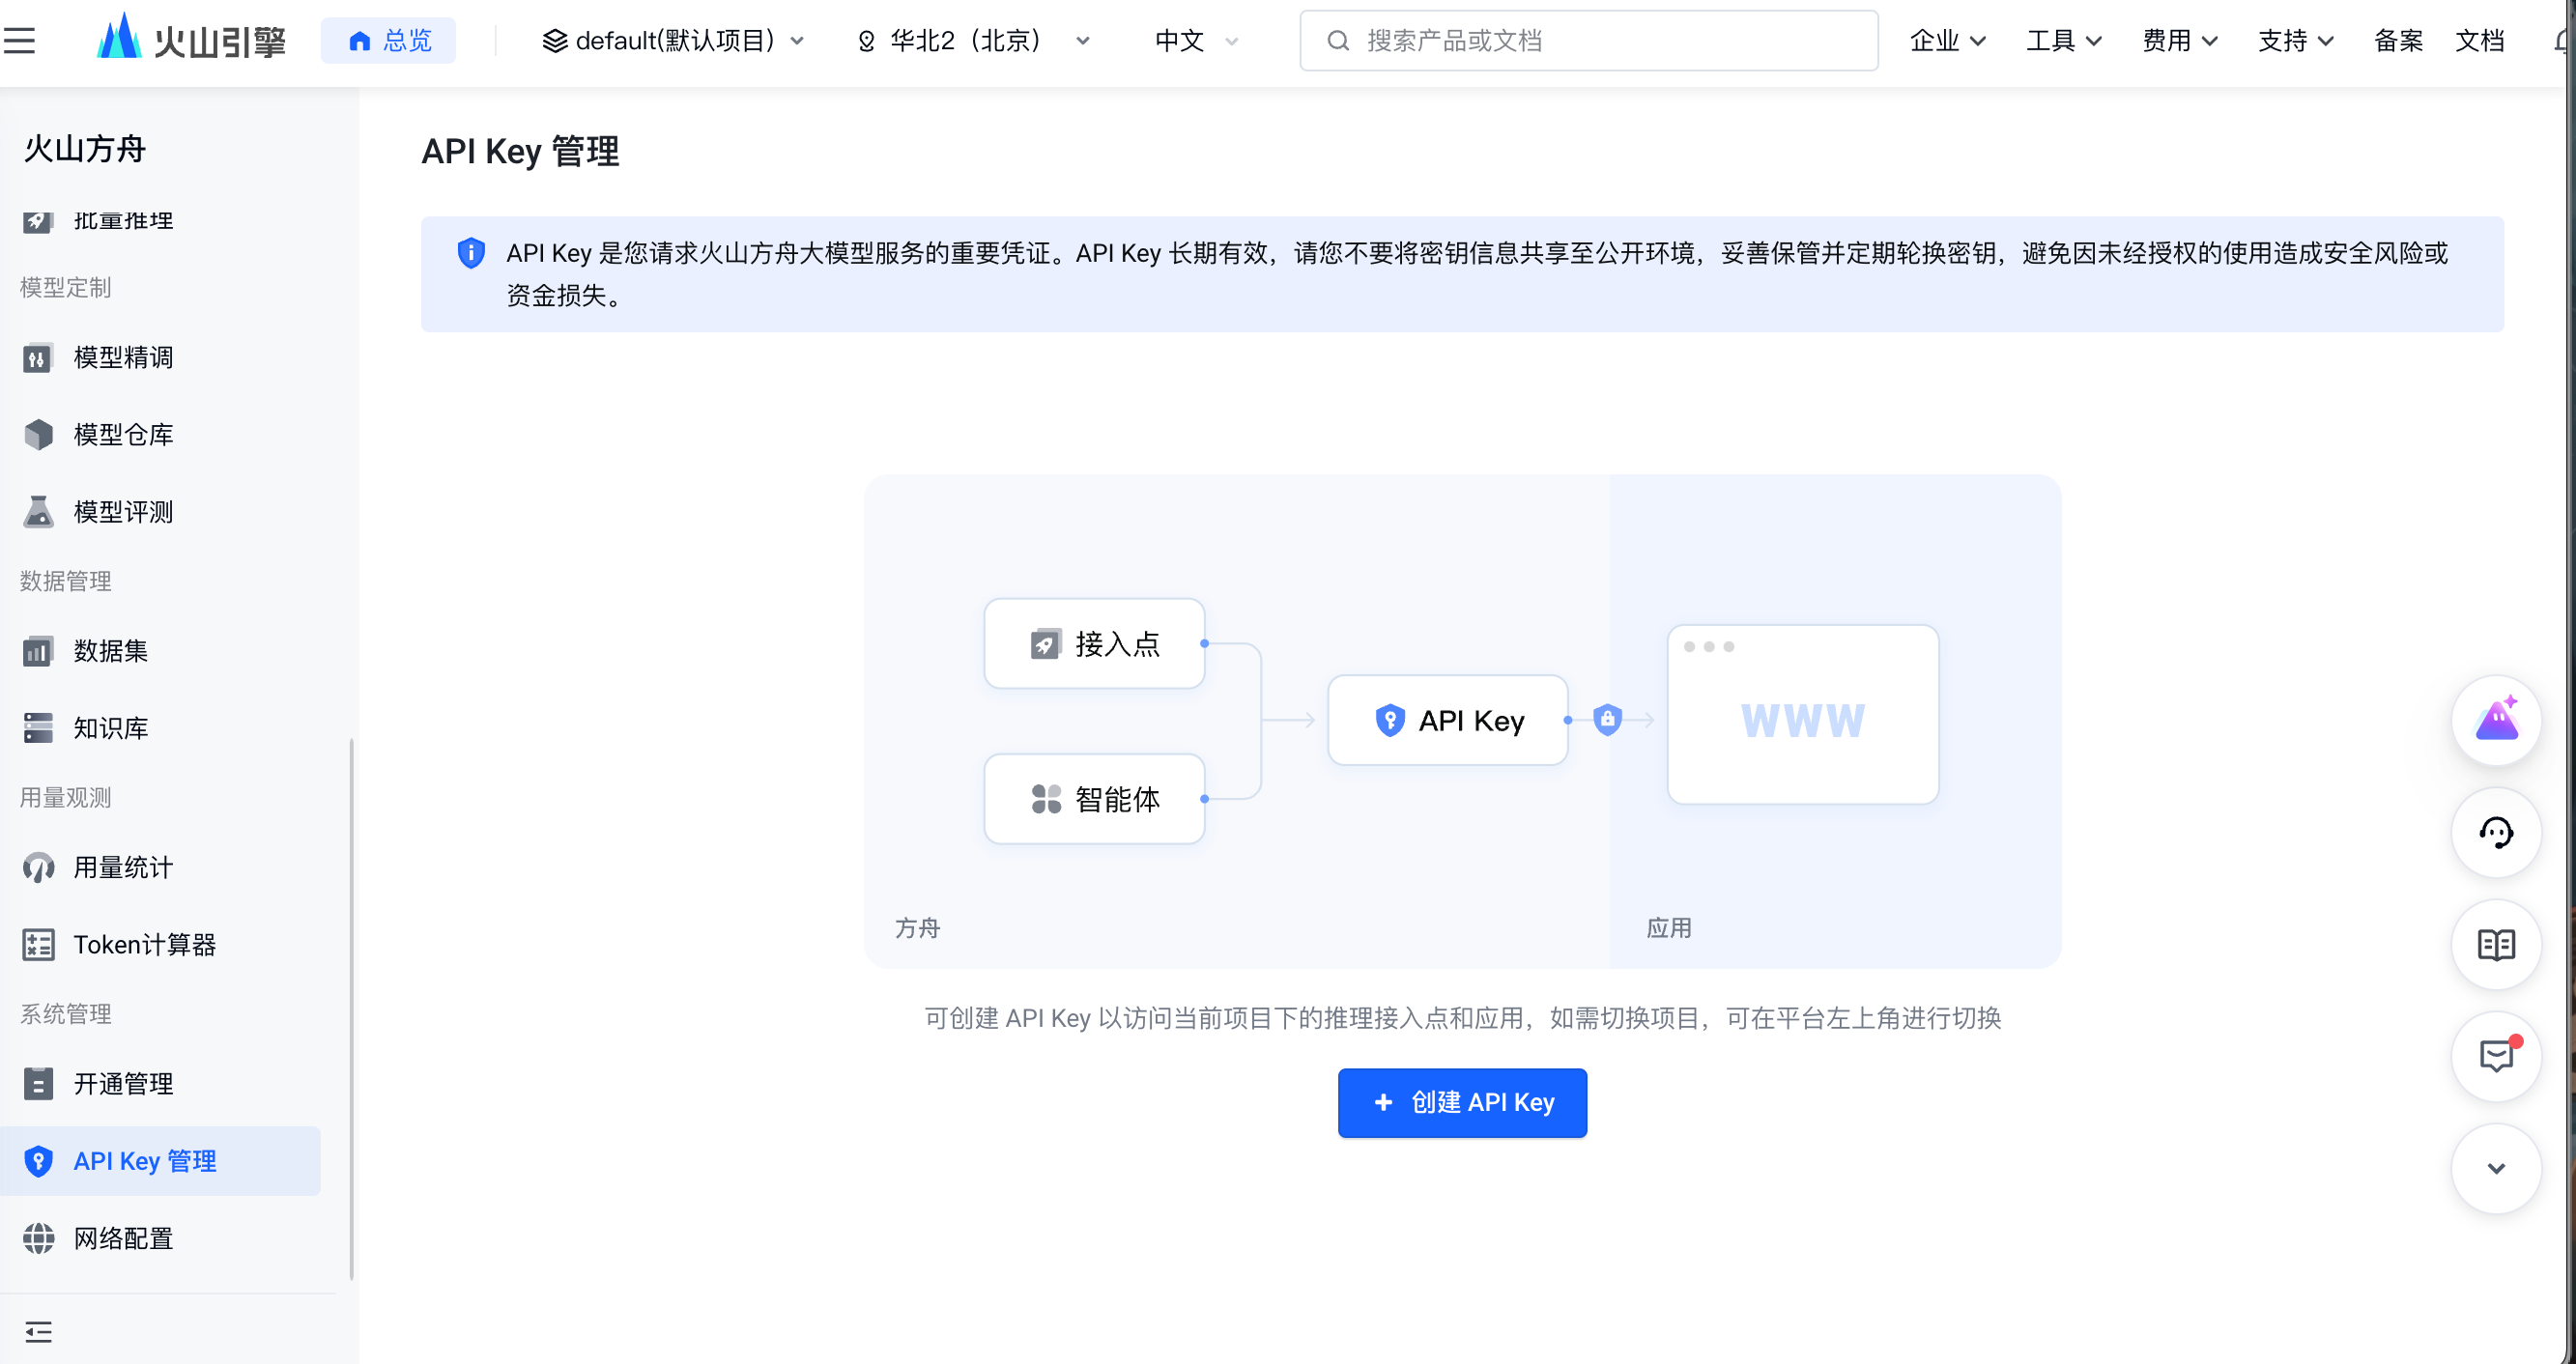 火山引擎
总览
default(默认项目)
华北2（北京）
中文
搜索产品或文档
企业
工具
费用
支持
备案
文档
火山方舟
批量推理
模型定制
模型精调
模型仓库
模型评测
数据管理
数据集
知识库
用量观测
用量统计
Token计算器
系统管理
开通管理
API Key 管理
网络配置
API Key 管理
API Key 是您请求火山方舟大模型服务的重要凭证。API Key 长期有效，请您不要将密钥信息共享至公开环境，妥善保管并定期轮换密钥，避免因未经授权的使用造成安全风险或
资金损失。
接入点
智能体
API Key
WWW
方舟
应用
可创建 API Key 以访问当前项目下的推理接入点和应用，如需切换项目，可在平台左上角进行切换
+ 创建 API Key